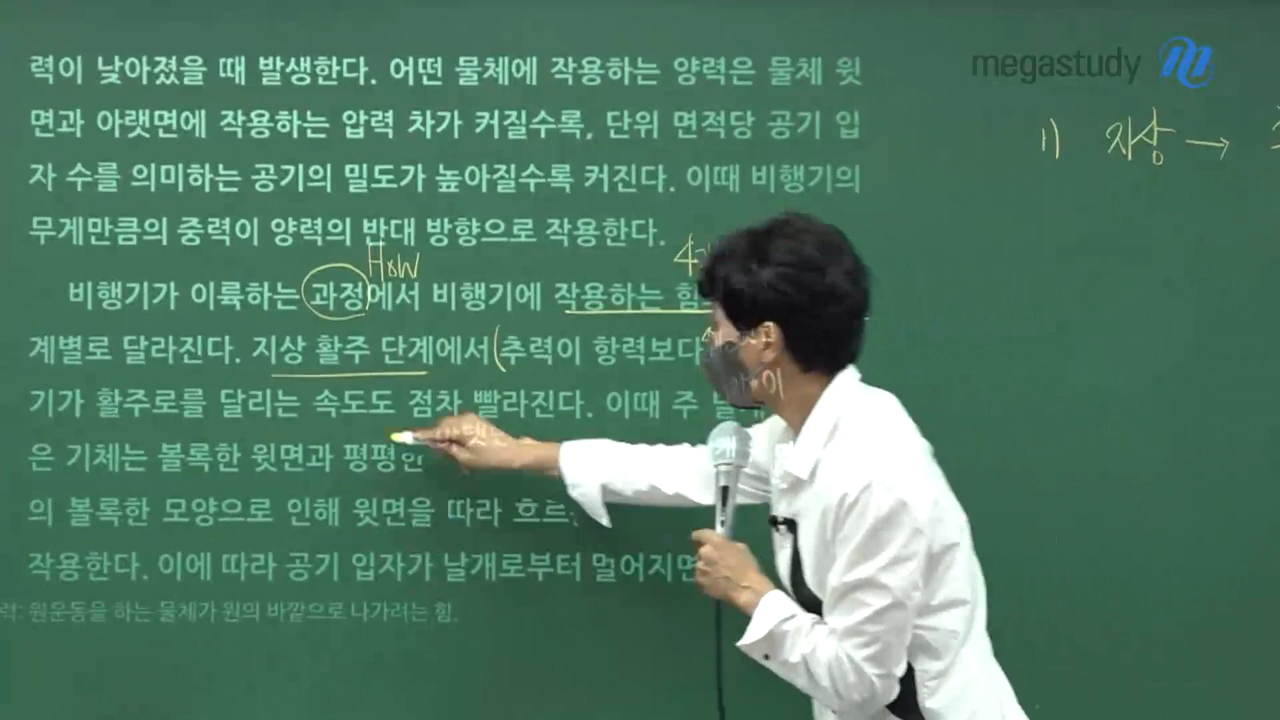 megastudy
력이 낮아졌을 때 발생한다. 어떤 물체에 작용하는 양력은 물체 윗
면과 아랫면에 작용하는 압력 차가 커질수록, 단위 면적당 공기 입
자 수를 의미하는 공기의 밀도가 높아질수록 커진다. 이때 비행기의
무게만큼의 중력이 양력의 반대 방향으로 작용한다.
How
비행기가 이륙하는 과정에서 비행기에 작용하는 힘
계별로 달라진다. 지상 활주 단계에서 추력이 항력보다
기가 활주로를 달리는 속도도 점차 빨라진다. 이때 주
은 기체는 볼록한 윗면과 평평한
의 볼록한 모양으로 인해 윗면을 따라
작용한다. 이에 따라 공기 입자가 날개로부터 멀어지면
력: 원운동을 하는 물체가 원의 바깥으로 나가려는 힘.
1) 지상 →